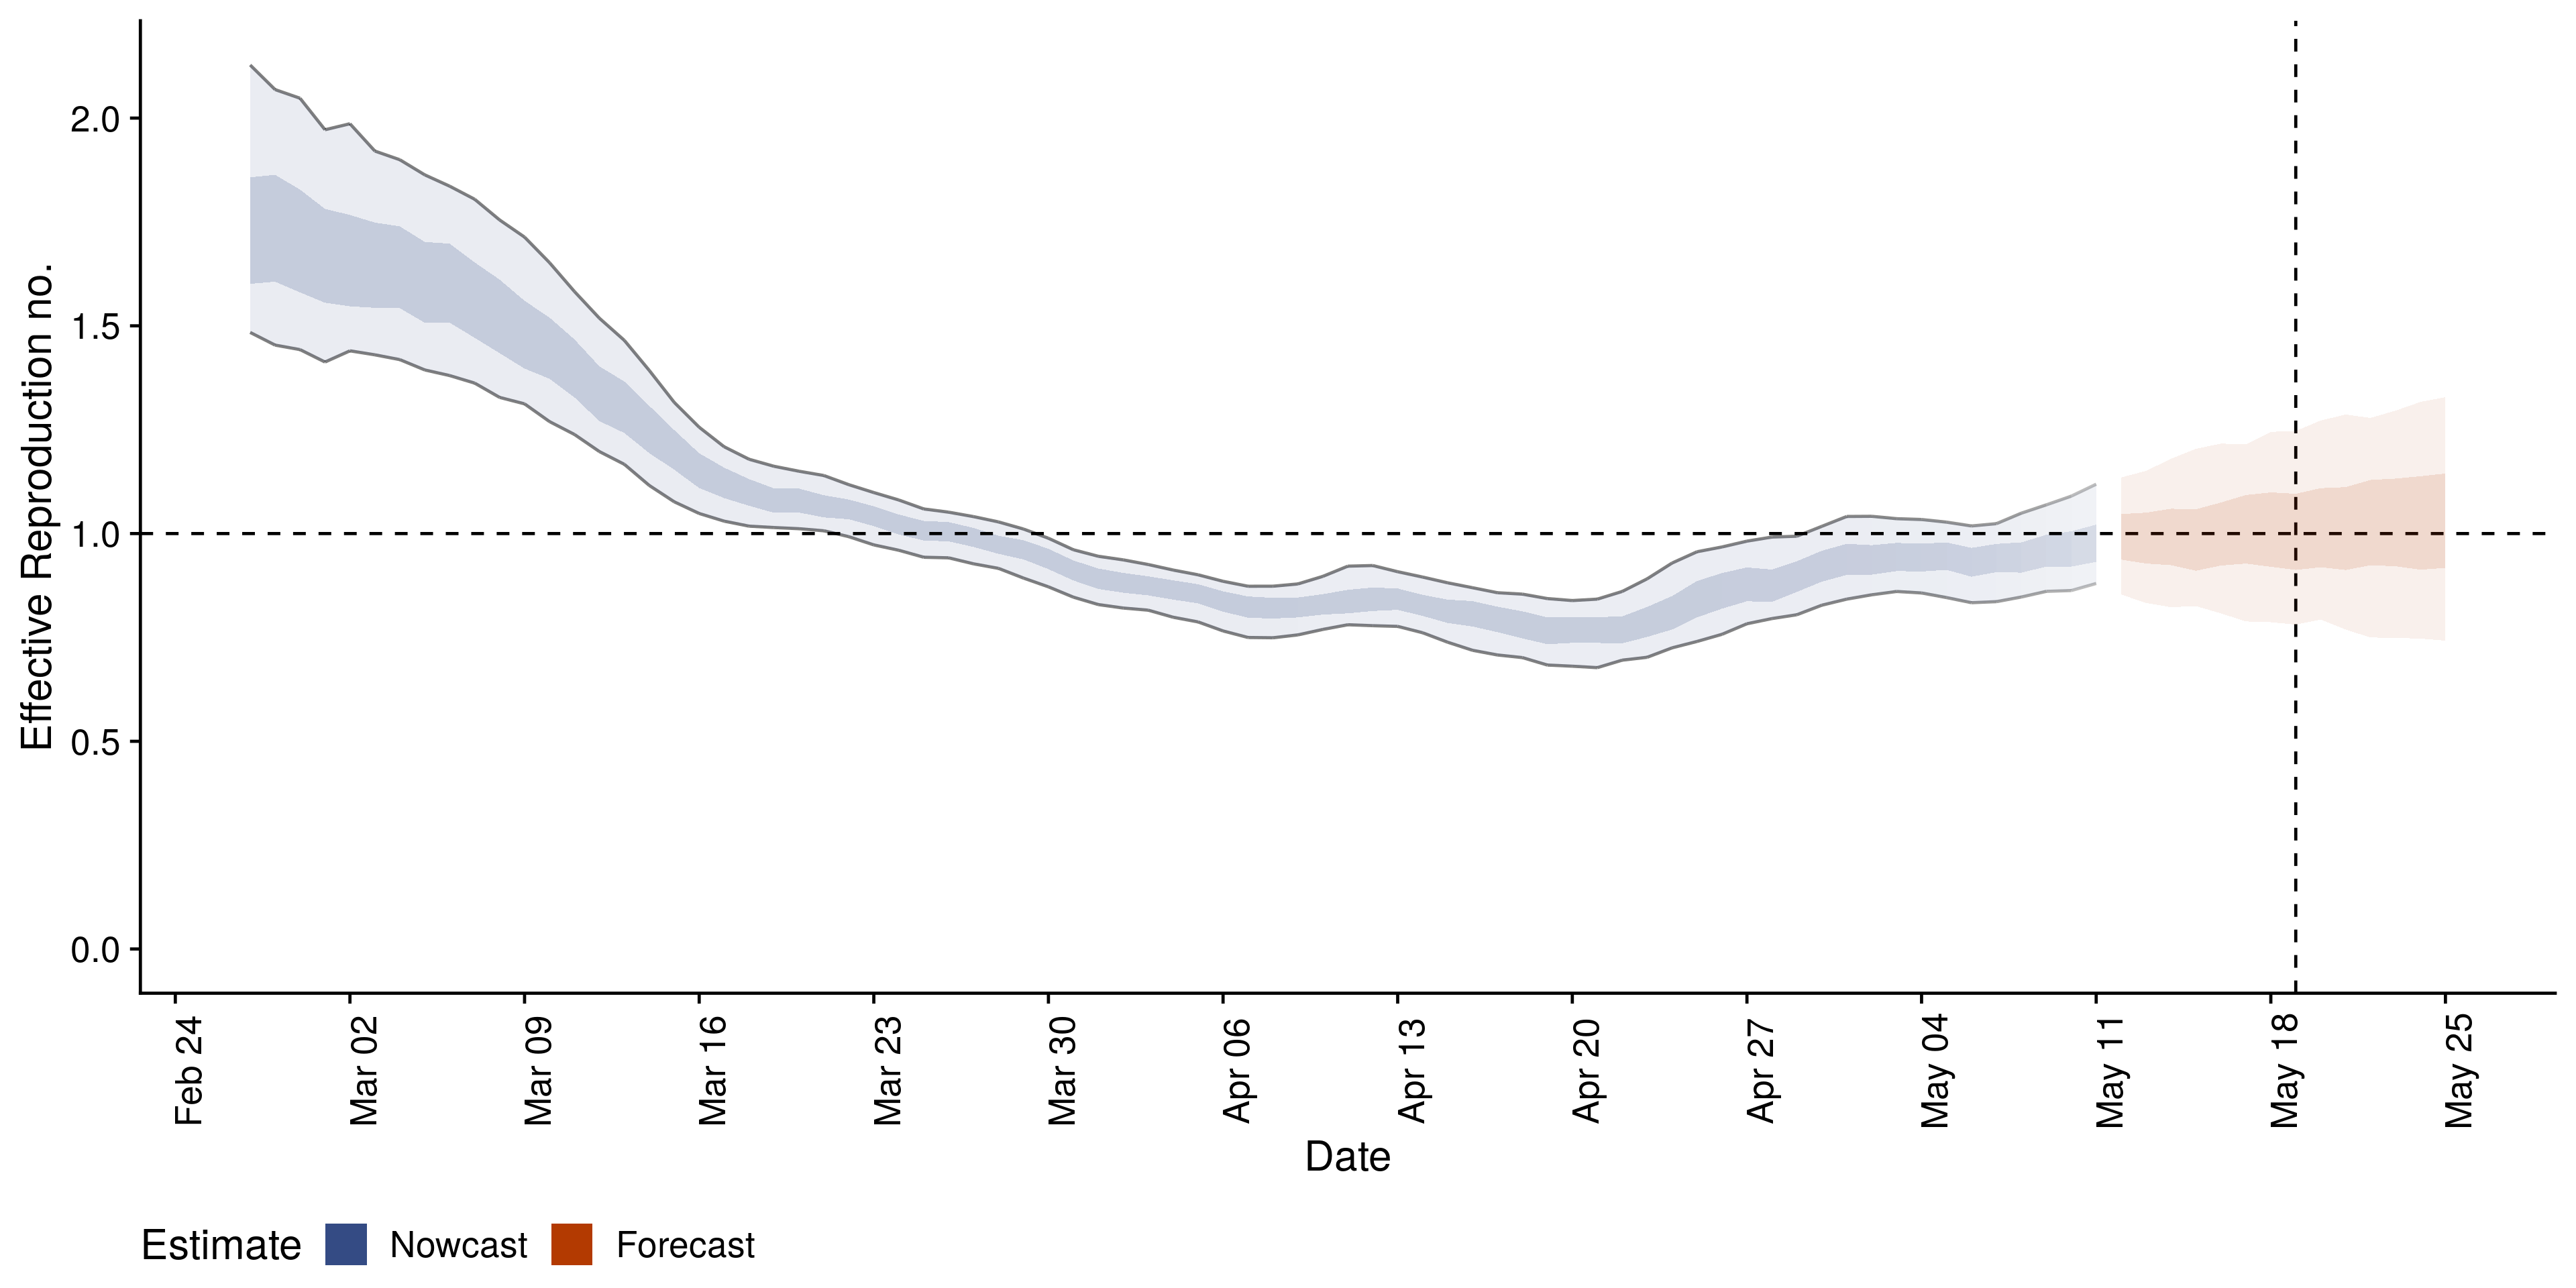 Effective Reproduction no.
2.0
1.5
1.0
0.5
0.0
Feb 24
Mar 02
Mar 09
Mar 16
Mar 23
Mar 30
Apr 06
Apr 13
Apr 20
Apr 27
May 04
May 11
May 18
May 25
Date
Estimate Nowcast Forecast